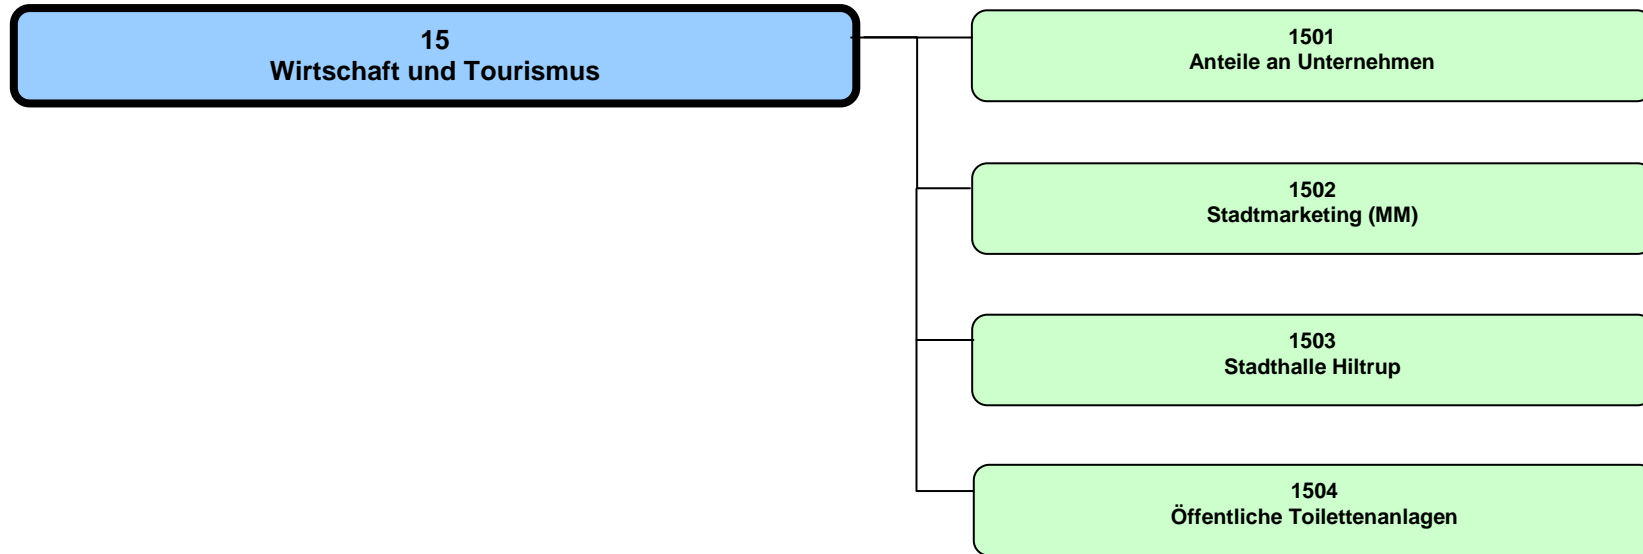 15
Wirtschaft und Tourismus
1501
Anteile an Unternehmen
1502
Stadtmarketing (MM)
1503
Stadthalle Hiltrup
1504
Öffentliche Toilettenanlagen